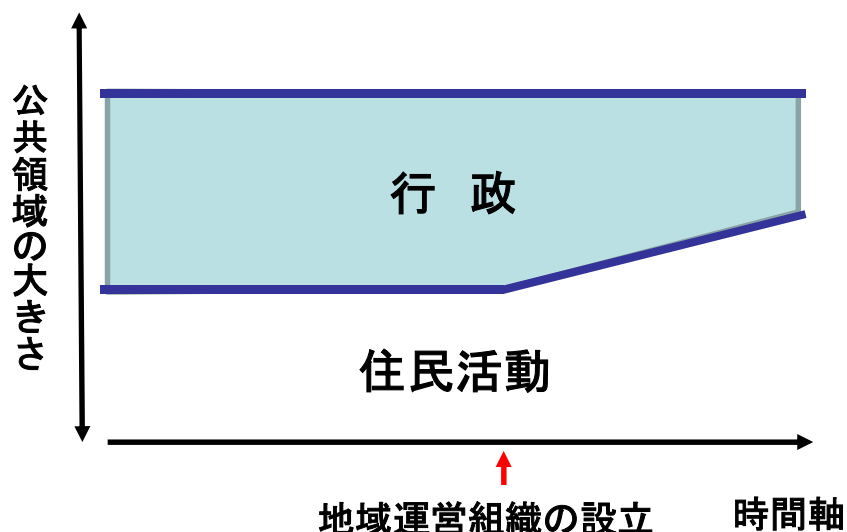 公共領域の大きさ
行　政
住民活動
地域運営組織の設立
時間軸